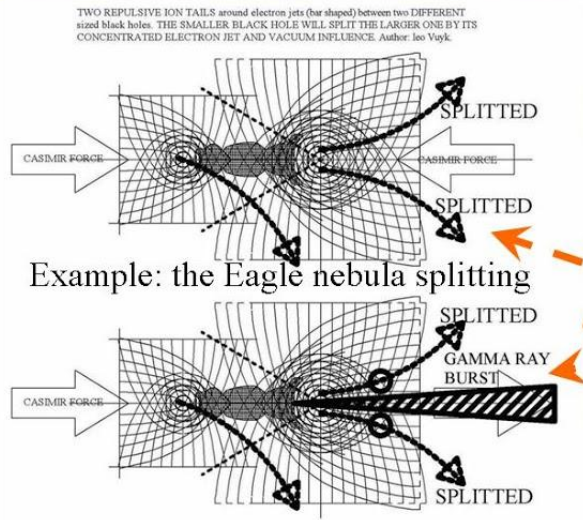 TWO REPULSIVE ION TAILS around electron jets (bar shaped) between two DIFFERENT
sized black holes. THE SMALLER BLACK HOLE WILL SPLIT THE LARGER ONE BY ITS
CONCENTRATED ELECTRON JET AND VACUUM INFLUENCE. Author: leo Vuyk.
SPLITTED
CASIMIR FORCE
CASIMIR FORCE
SPLITTED
Example: the Eagle nebula splitting
SPLITTED
GAMMA RAY
BURST
CASIMIR FORCE
SPLITTED